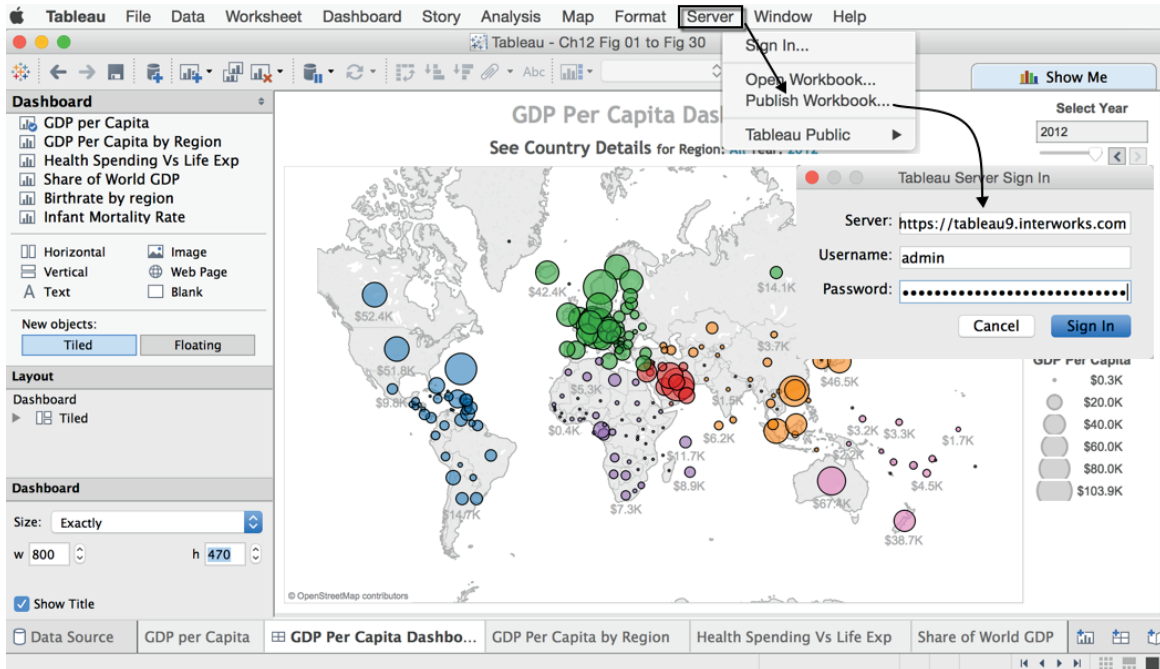 Tableau File Data Worksheet Dashboard Story Analysis Map Format Server Window Help
Tableau - Ch12 Fig 01 to Fig 30
Sign In...
Open Workbook...
Publish Workbook...
Tableau Public
Abc
Show Me
Dashboard
GDP per Capita
GDP Per Capita by Region
Health Spending Vs Life Exp
Share of World GDP
Birthrate by region
Infant Mortality Rate
Horizontal
Image
Vertical
Web Page
Text
Blank
New objects:
Tiled
Floating
Layout
Dashboard
Tiled
Dashboard
Size: Exactly
w 800 h 470
Show Title
GDP Per Capita Das
See Country Details for Region: All Year: 2012
Select Year
2012
Tableau Server Sign In
Server: https://tableau9.interworks.com
Username: admin
Password:
Cancel
Sign In
$42.4K
$14.1K
$52.4K
$3.7K
$51.8K
$46.5K
$5.3K
$9.8K
$1.5K
$0.4K
$6.2K
$3.2K
$3.3K
$1.7K
$11.7K
$2.2K
$8.9K
$4.5K
$14.7K
$7.3K
$67.4K
$38.7K
GDP Per Capita
$0.3K
$20.0K
$40.0K
$60.0K
$80.0K
$103.9K
© OpenStreetMap contributors
Data Source
GDP per Capita
GDP Per Capita Dashbo...
GDP Per Capita by Region
Health Spending Vs Life Exp
Share of World GDP